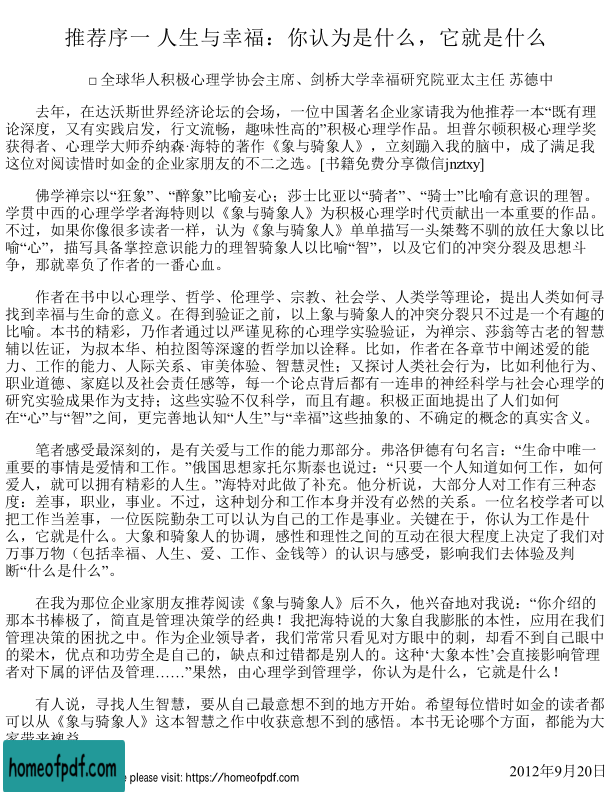 推荐序一 人生与幸福：你认为是什么，它就是什么
□ 全球华人积极心理学协会主席、剑桥大学幸福研究院亚太主任 苏德中
去年，在达沃斯世界经济论坛的会场，一位中国著名企业家请我为他推荐一本“既有理
论深度，又有实践启发，行文流畅，趣味性高的”积极心理学作品。坦普尔顿积极心理学奖
获得者、心理学大师乔纳森·海特的著作《象与骑象人》，立刻蹦入我的脑中，成了满足我
这位对阅读惜时如金的企业家朋友的不二之选。[书籍免费分享微信jnztxy]
佛学禅宗以“狂象”、“醉象”比喻妄心；莎士比亚以“骑者”、“骑士”比喻有意识的理智。
学贯中西的心理学学者海特则以《象与骑象人》为积极心理学时代贡献出一本重要的作品。
不过，如果你像很多读者一样，认为《象与骑象人》单单描写一头桀骜不驯的放任大象以比
喻“心”，描写具备掌控意识能力的理智骑象人以比喻“智”，以及它们的冲突分裂及思想斗
争，那就辜负了作者的一番心血。
作者在书中以心理学、哲学、伦理学、宗教、社会学、人类学等理论，提出人类如何寻
找到幸福与生命的意义。在得到验证之前，以上象与骑象人的冲突分裂只不过是一个有趣的
比喻。本书的精彩，乃作者通过以严谨见称的心理学实验验证，为禅宗、莎翁等古老的智慧
辅以佐证，为叔本华、柏拉图等深邃的哲学加以诠释。比如，作者在各章节中阐述爱的能
力、工作的能力、人际关系、审美体验、智慧灵性；又探讨人类社会行为，比如利他行为、
职业道德、家庭以及社会责任感等，每一个论点背后都有一连串的神经科学与社会心理学的
研究实验成果作为支持；这些实验不仅科学，而且有趣。积极正面地提出了人们如何
在“心”与“智”之间，更完善地认知“人生”与“幸福”这些抽象的、不确定的概念的真实含义。
笔者感受最深刻的，是有关爱与工作的能力那部分。弗洛伊德有句名言：“生命中唯一
重要的事情是爱情和工作。”俄国思想家托尔斯泰也说过：“只要一个人知道如何工作，如何
爱人，就可以拥有精彩的人生。”海特对此做了补充。他分析说，大部分人对工作有三种态
度：差事，职业，事业。不过，这种划分和工作本身并没有必然的关系。一位名校学者可以
把工作当差事，一位医院勤杂工可以认为自己的工作是事业。关键在于，你认为工作是什
么，它就是什么。大象和骑象人的协调，感性和理性之间的互动在很大程度上决定了我们对
万事万物（包括幸福、人生、爱、工作、金钱等）的认识与感受，影响我们去体验及判
断“什么是什么”。
在我为那位企业家朋友推荐阅读《象与骑象人》后不久，他兴奋地对我说：“你介绍的
那本书棒极了，简直是管理决策学的经典！我把海特说的大象自我膨胀的本性，应用在我们
管理决策的困扰之中。作为企业领导者，我们常常只看见对方眼中的刺，却看不到自己眼中
的梁木，优点和功劳全是自己的，缺点和过错都是别人的。这种‘大象本性’会直接影响管理
者对下属的评估及管理……”果然，由心理学到管理学，你认为是什么，它就是什么！
有人说，寻找人生智慧，要从自己最意想不到的地方开始。希望每位惜时如金的读者都
可以从《象与骑象人》这本智慧之作中收获意想不到的感悟。本书无论哪个方面，都能为大
家带来裨益。
homeofpdf.com
please visit: https://homeofpdf.com
2012年9月20日